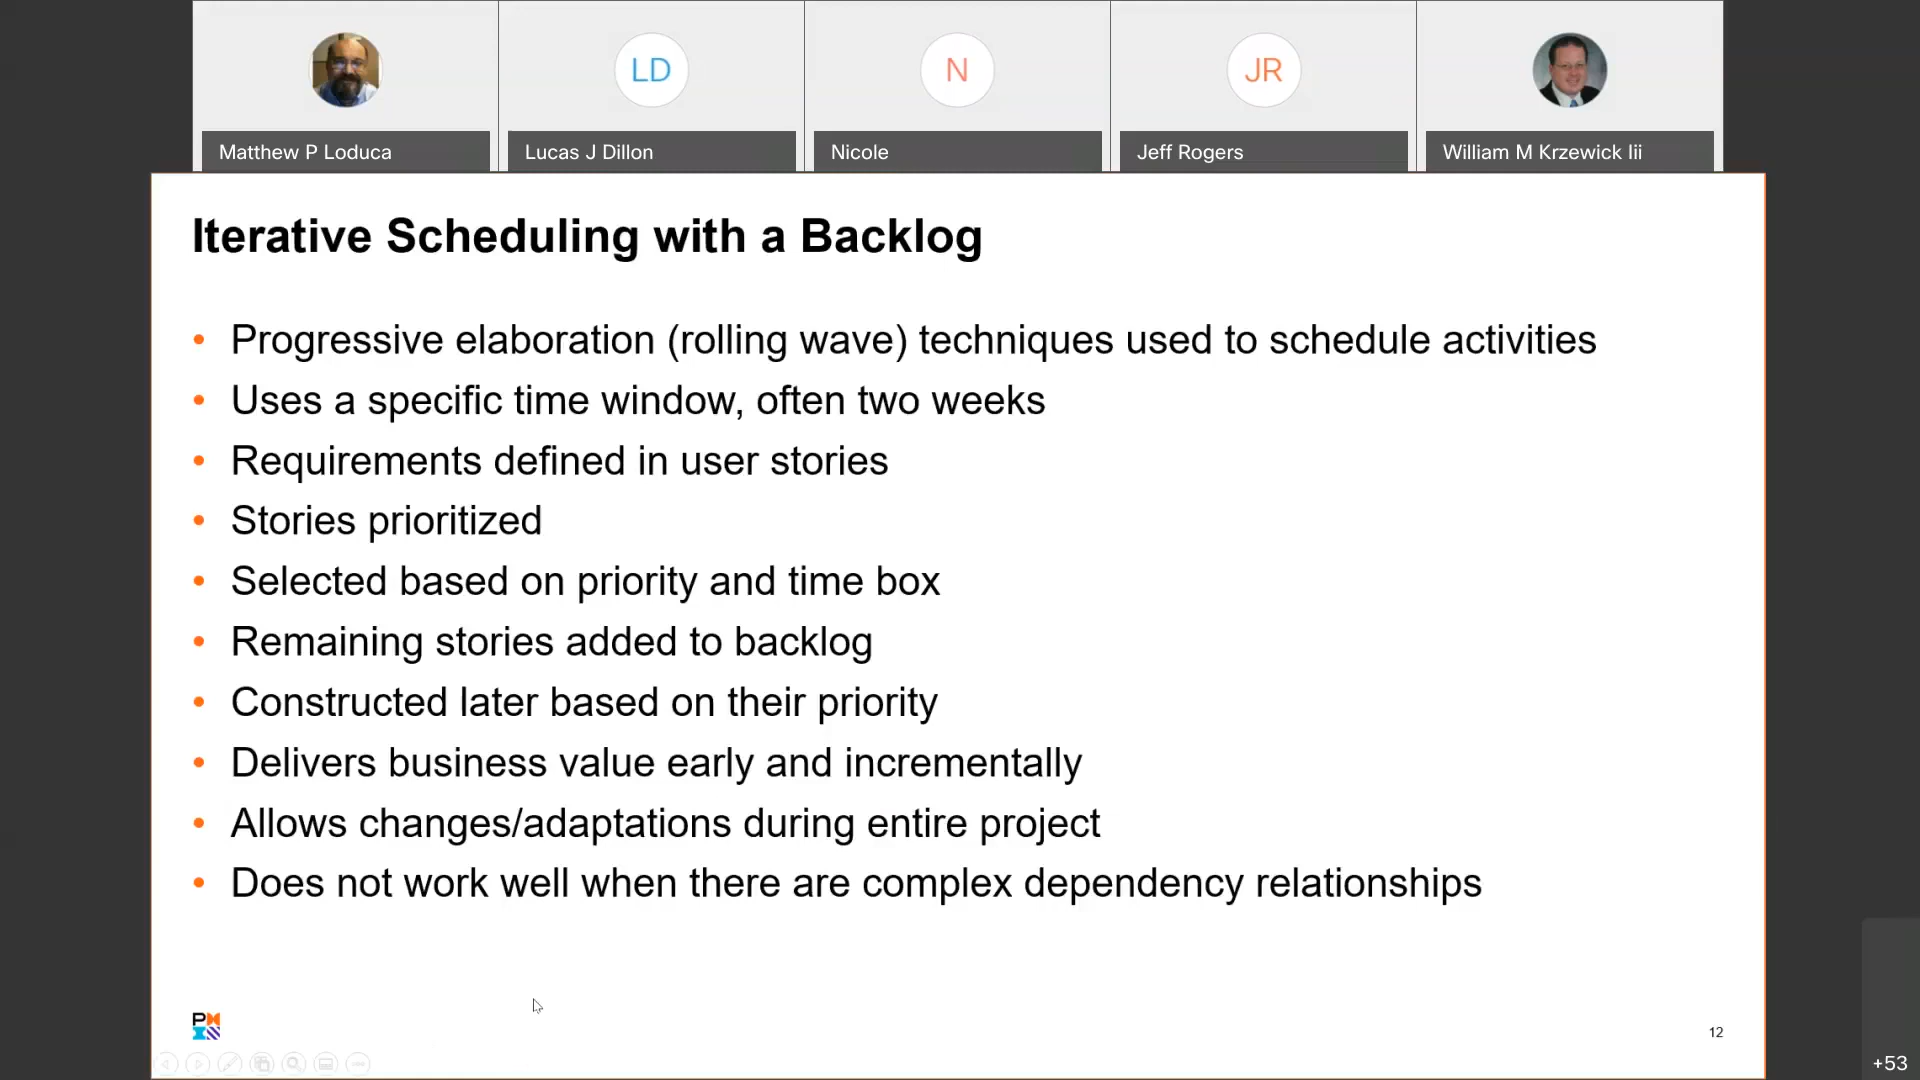 LD
N
JR
Matthew P Loduca
Lucas J Dillon
Nicole
Jeff Rogers
William M Krzewick Iii
Iterative Scheduling with a Backlog
• Progressive elaboration (rolling wave) techniques used to schedule activities
• Uses a specific time window, often two weeks
• Requirements defined in user stories
• Stories prioritized
• Selected based on priority and time box
• Remaining stories added to backlog
• Constructed later based on their priority
• Delivers business value early and incrementally
• Allows changes/adaptations during entire project
• Does not work well when there are complex dependency relationships
P
12
+53